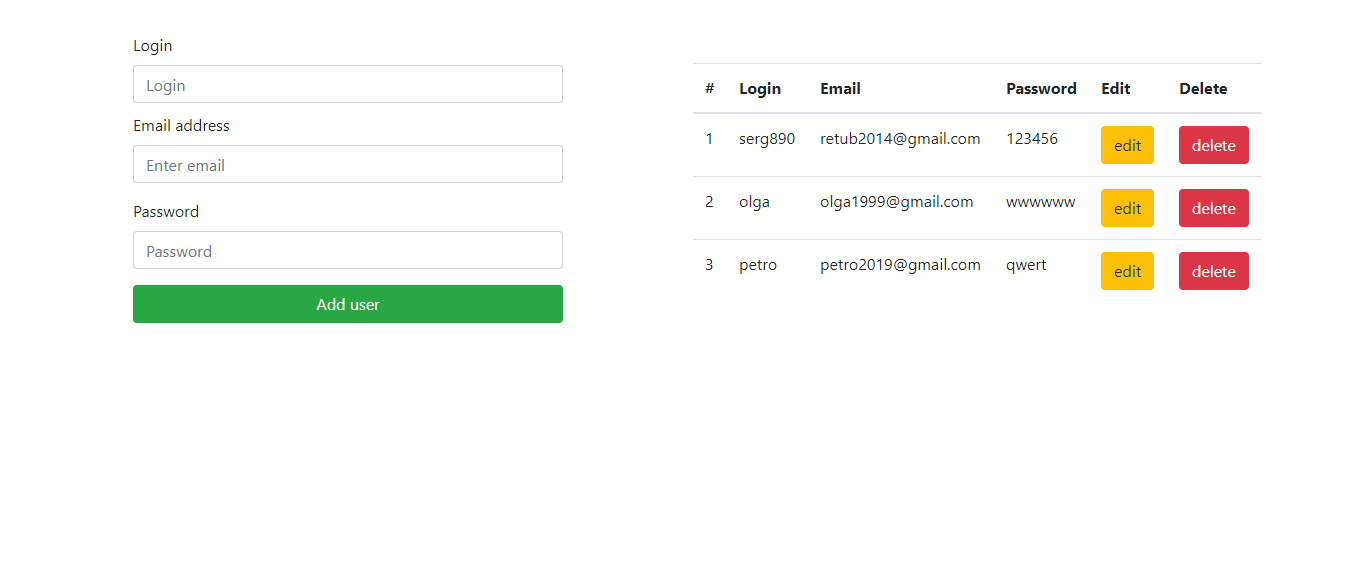 Login
Login
Email address
Enter email
Password
Password
Add user
# Login Email Password Edit Delete
1 serg890 retub2014@gmail.com 123456 edit delete
2 olga olga1999@gmail.com wwwwww edit delete
3 petro petro2019@gmail.com qwert edit delete